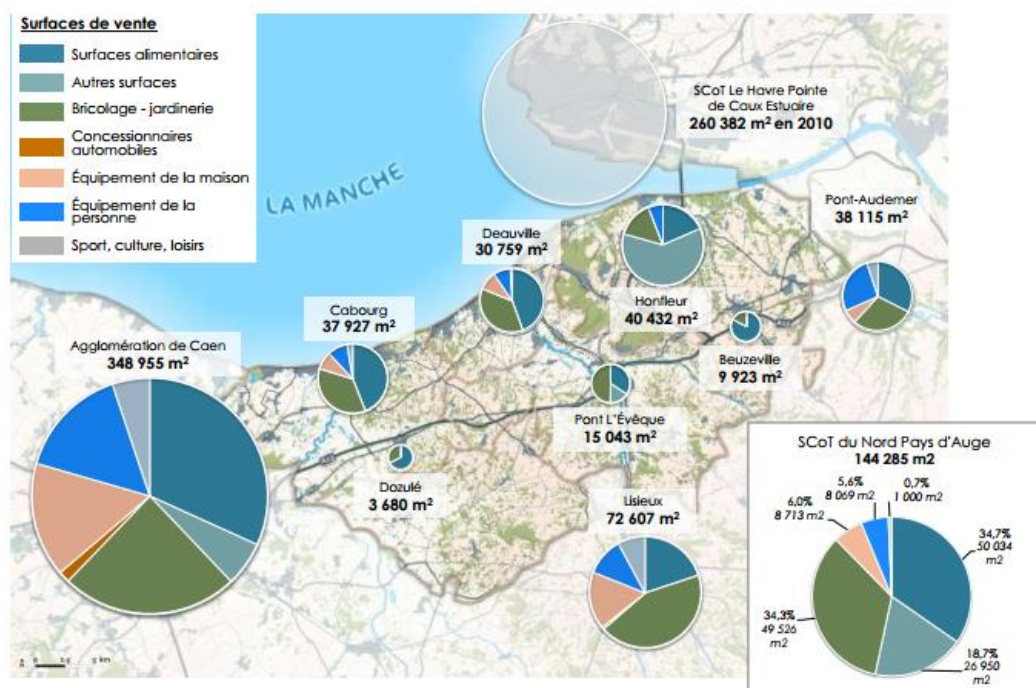 Surfaces de vente
Surfaces alimentaires
Autres surfaces
Bricolage - jardinerie
Concessionnaires
automobiles
Équipement de la maison
Équipement de la
personne
Sport, culture, loisirs
LA MANCHE
SCoT Le Havre Pointe
de Caux Estuaire
260 382 m² en 2010
Pont-Audemer
38 115 m²
Deauville
30 759 m²
Honfleur
40 432 m²
Cabourg
37 927 m²
Beuzeville
9 923 m²
Agglomération de Caen
348 955 m²
Pont L'Évêque
15 043 m²
Dozulé
3 680 m²
Lisieux
72 607 m²
SCoT du Nord Pays d'Auge
144 285 m2
5,6%
8 069 m2
0,7%
1 000 m2
6,0%
8 713 m2
34,7%
50 034
m2
34,3%
49 526
m2
18,7%
26 950
m2